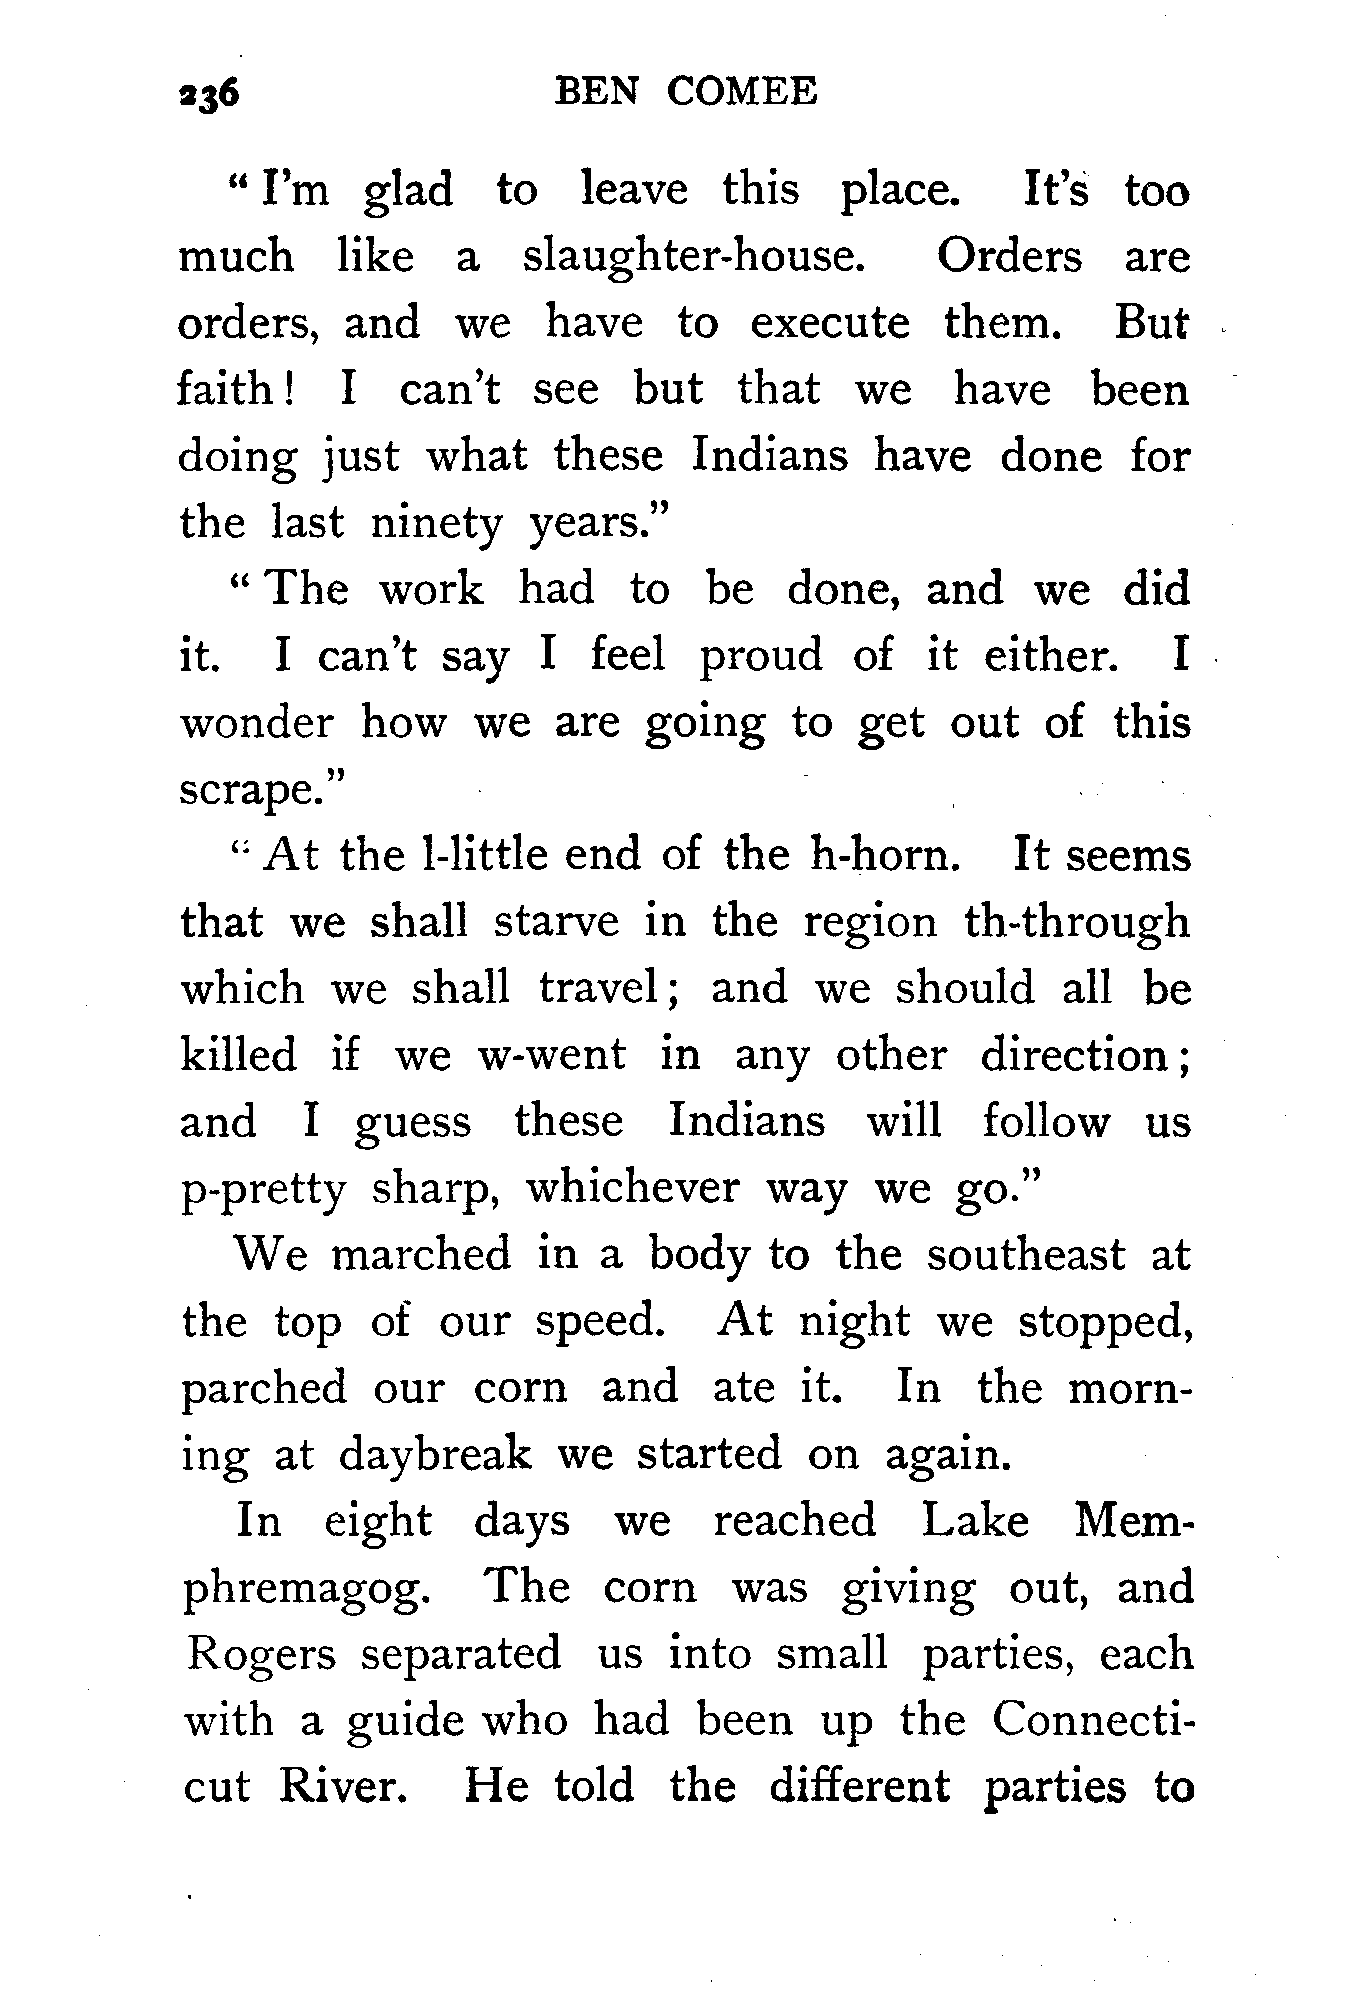 236 BEN COMEE
" I'm glad to leave this place. It's too
much like a slaughter-house. Orders are
orders, and we have to execute them. But
faith! I can't see but that we have been
doing just what these Indians have done for
the last ninety years."
" The work had to be done, and we did
it. I can't say I feel proud of it either. I
wonder how we are going to get out of this
scrape."
" At the l-little end of the h-horn. It seems
that we shall starve in the region th-through
which we shall travel; and we should all be
killed if we w-went in any other direction;
and I guess these Indians will follow us
p-pretty sharp, whichever way we go."
We marched in a body to the southeast at
the top of our speed. At night we stopped,
parched our corn and ate it. In the morn-
ing at daybreak we started on again.
In eight days we reached Lake Mem-
phremagog. The corn was giving out, and
Rogers separated us into small parties, each
with a guide who had been up the Connecti-
cut River. He told the different parties to